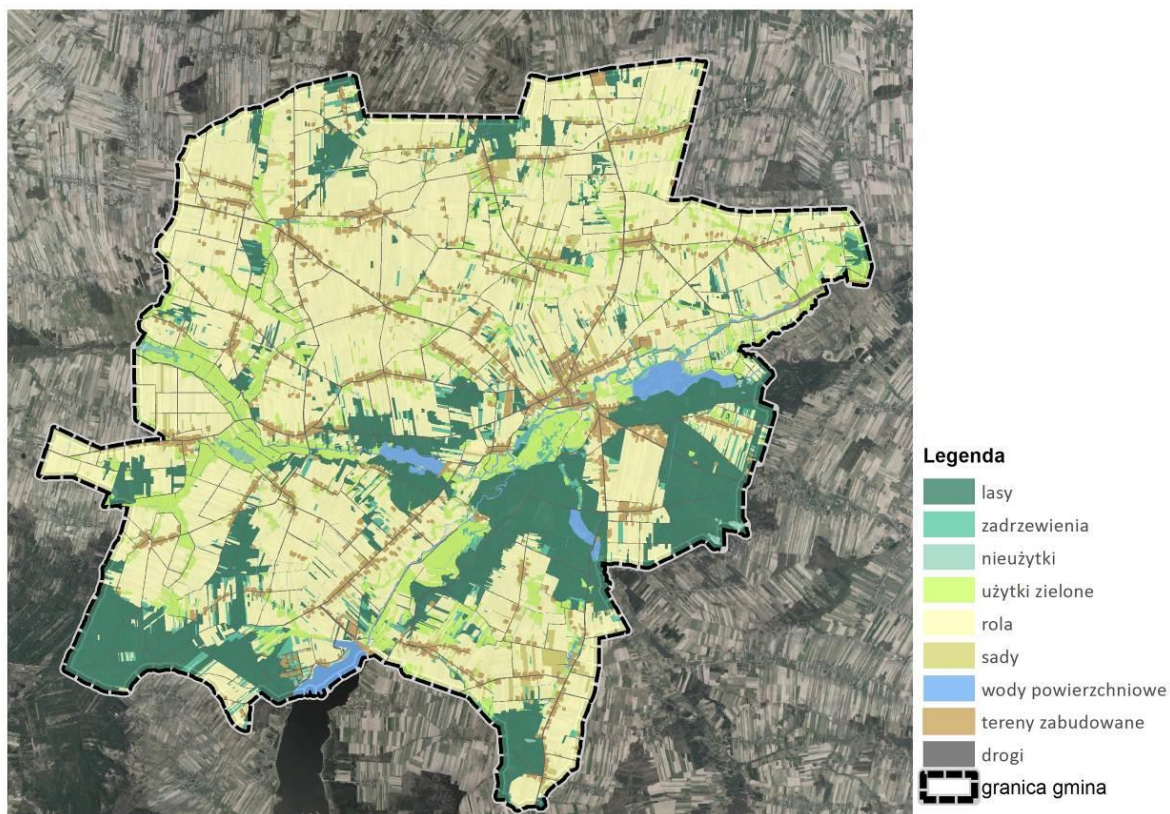 Legenda
lasy
zadrzewienia
nieużytki
użytki zielone
rola
sady
wody powierzchniowe
tereny zabudowane
drogi
granica gmina